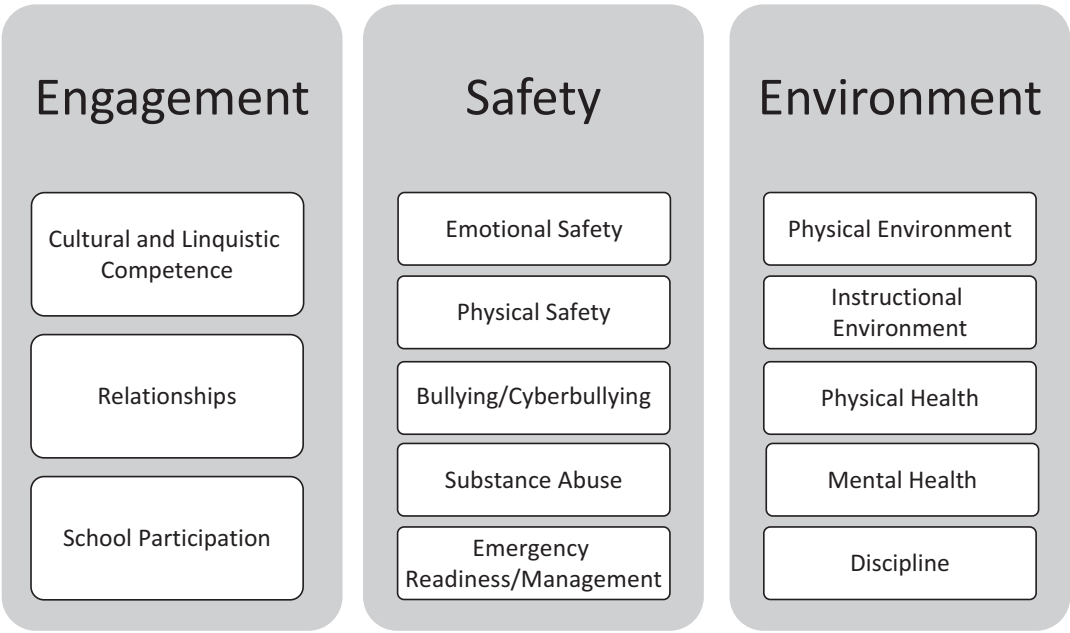 Engagement
Cultural and Linguistic
Competence
Relationships
School Participation
Safety
Emotional Safety
Physical Safety
Bullying/Cyberbullying
Substance Abuse
Emergency
Readiness/Management
Environment
Physical Environment
Instructional
Environment
Physical Health
Mental Health
Discipline